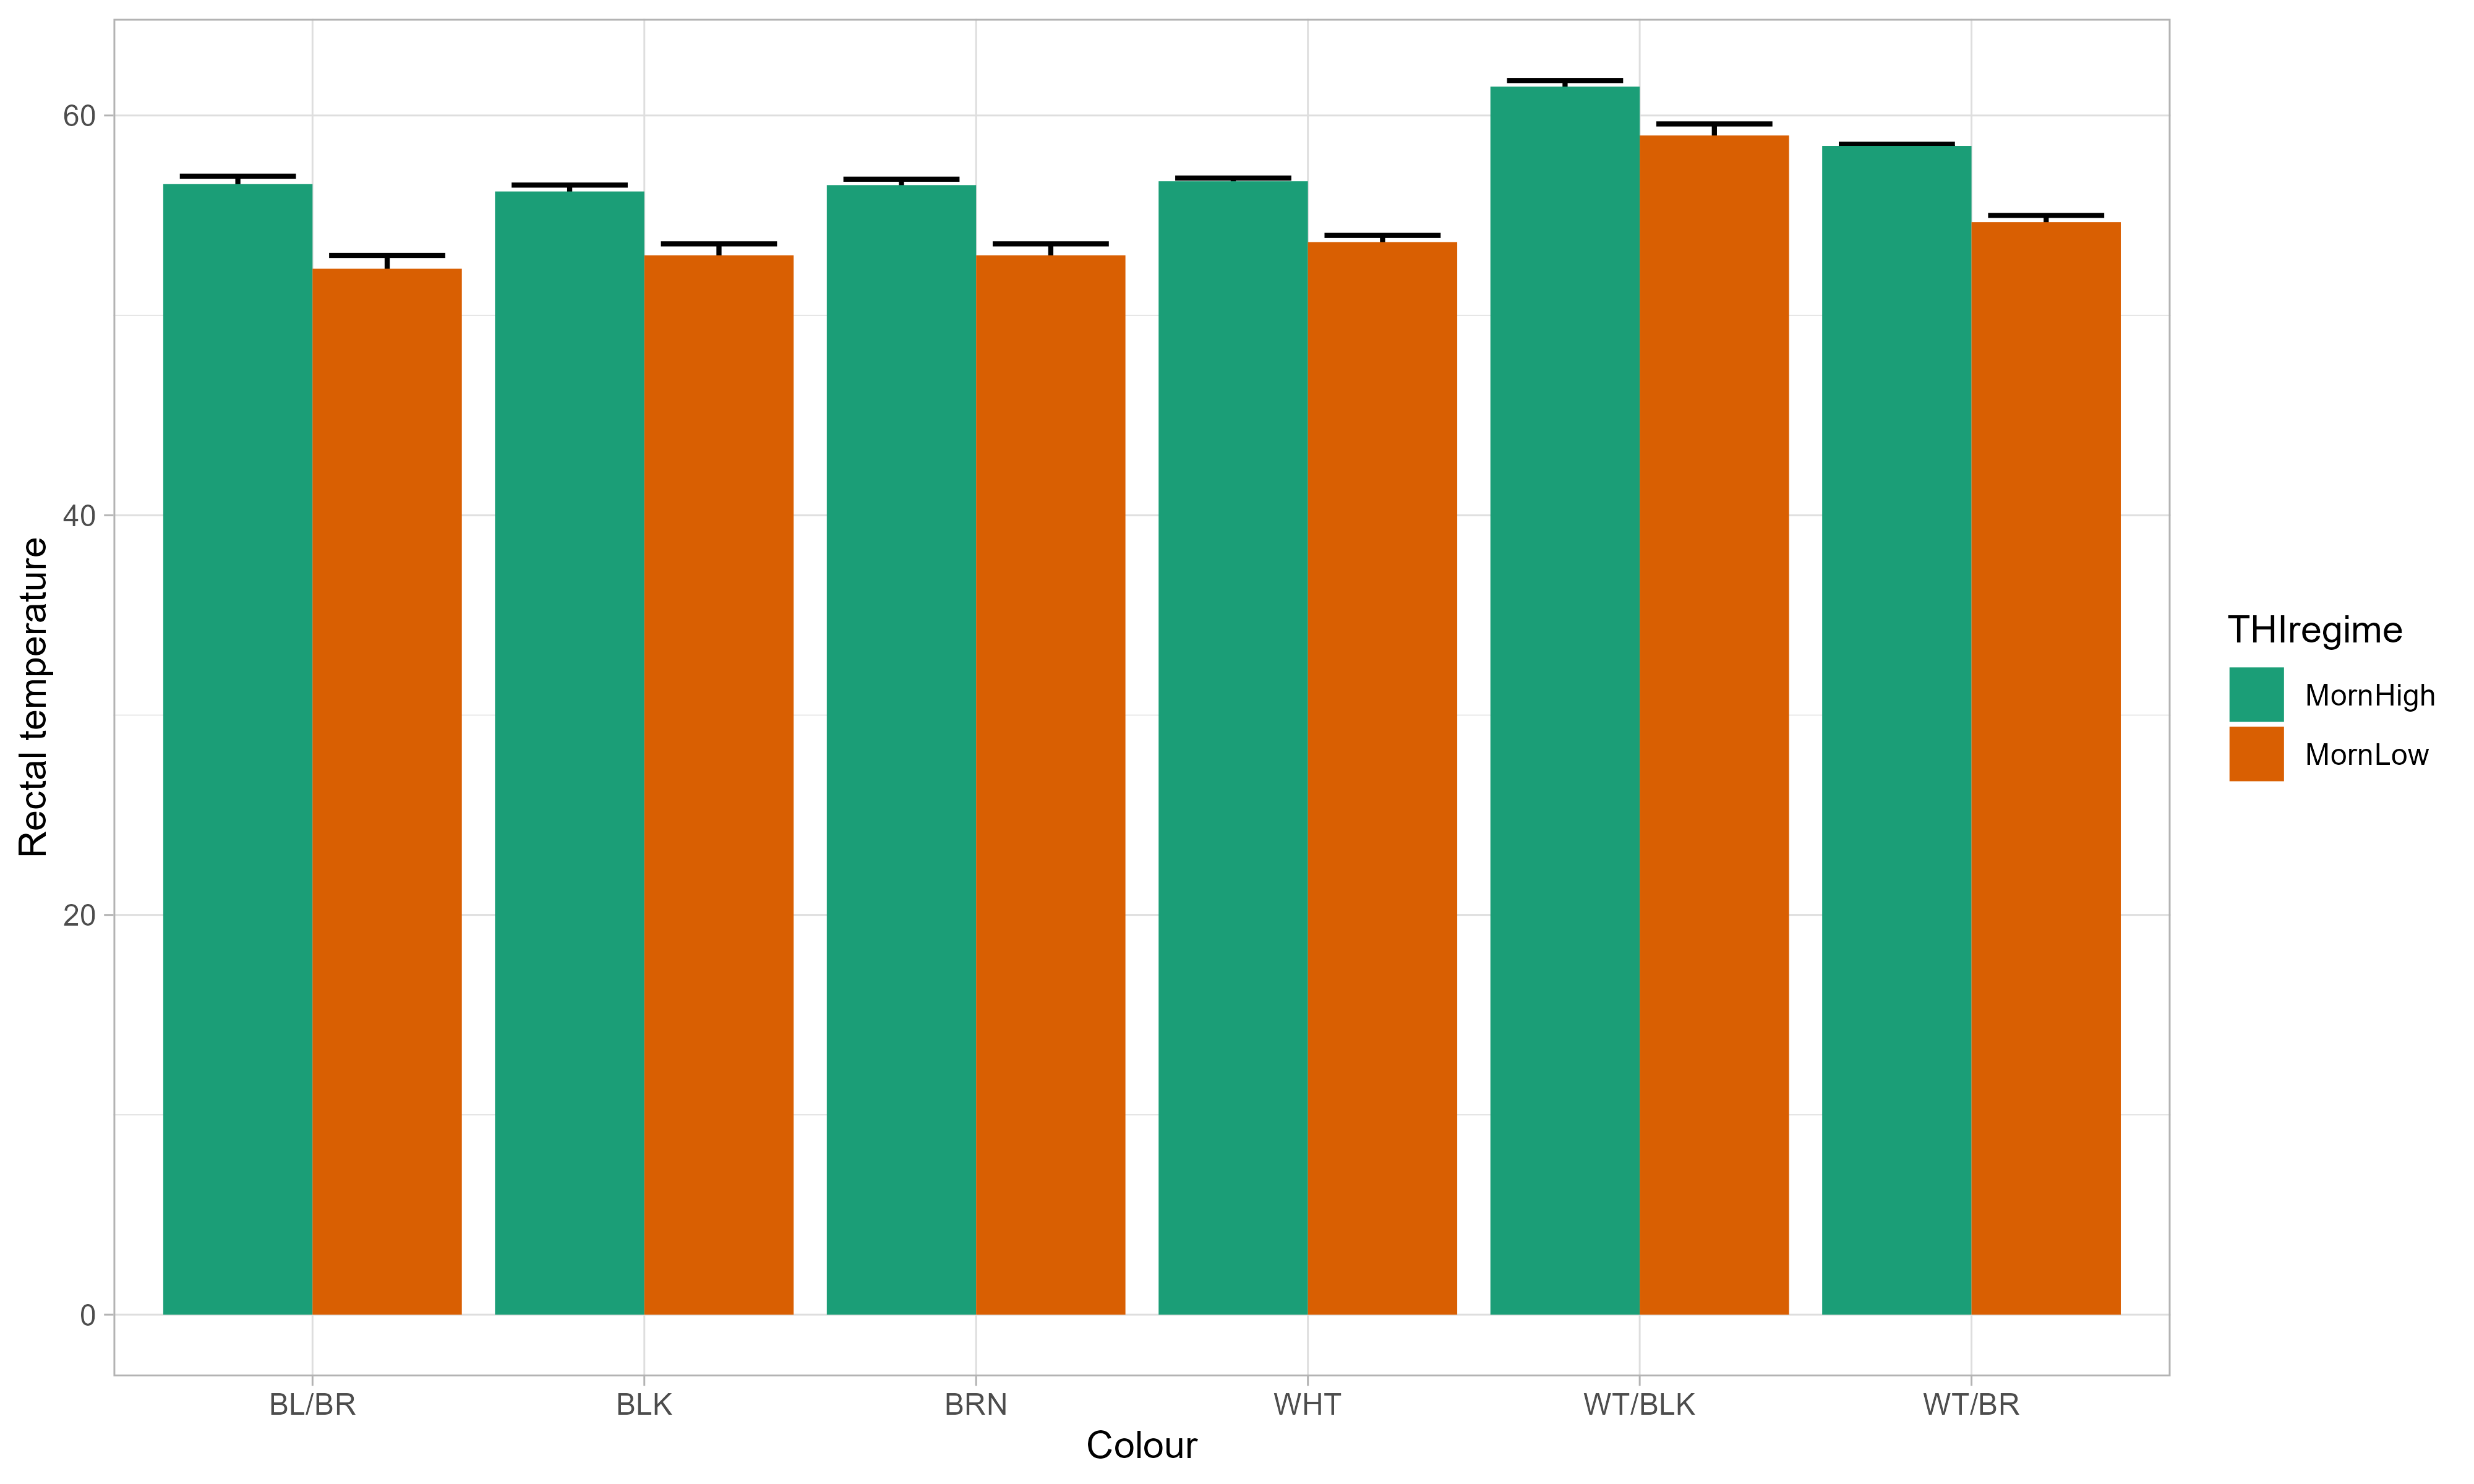 60
40
20
0
Rectal temperature
BL/BR BLK BRN WHT WT/BLK WT/BR
Colour
THIregime
MornHigh
MornLow